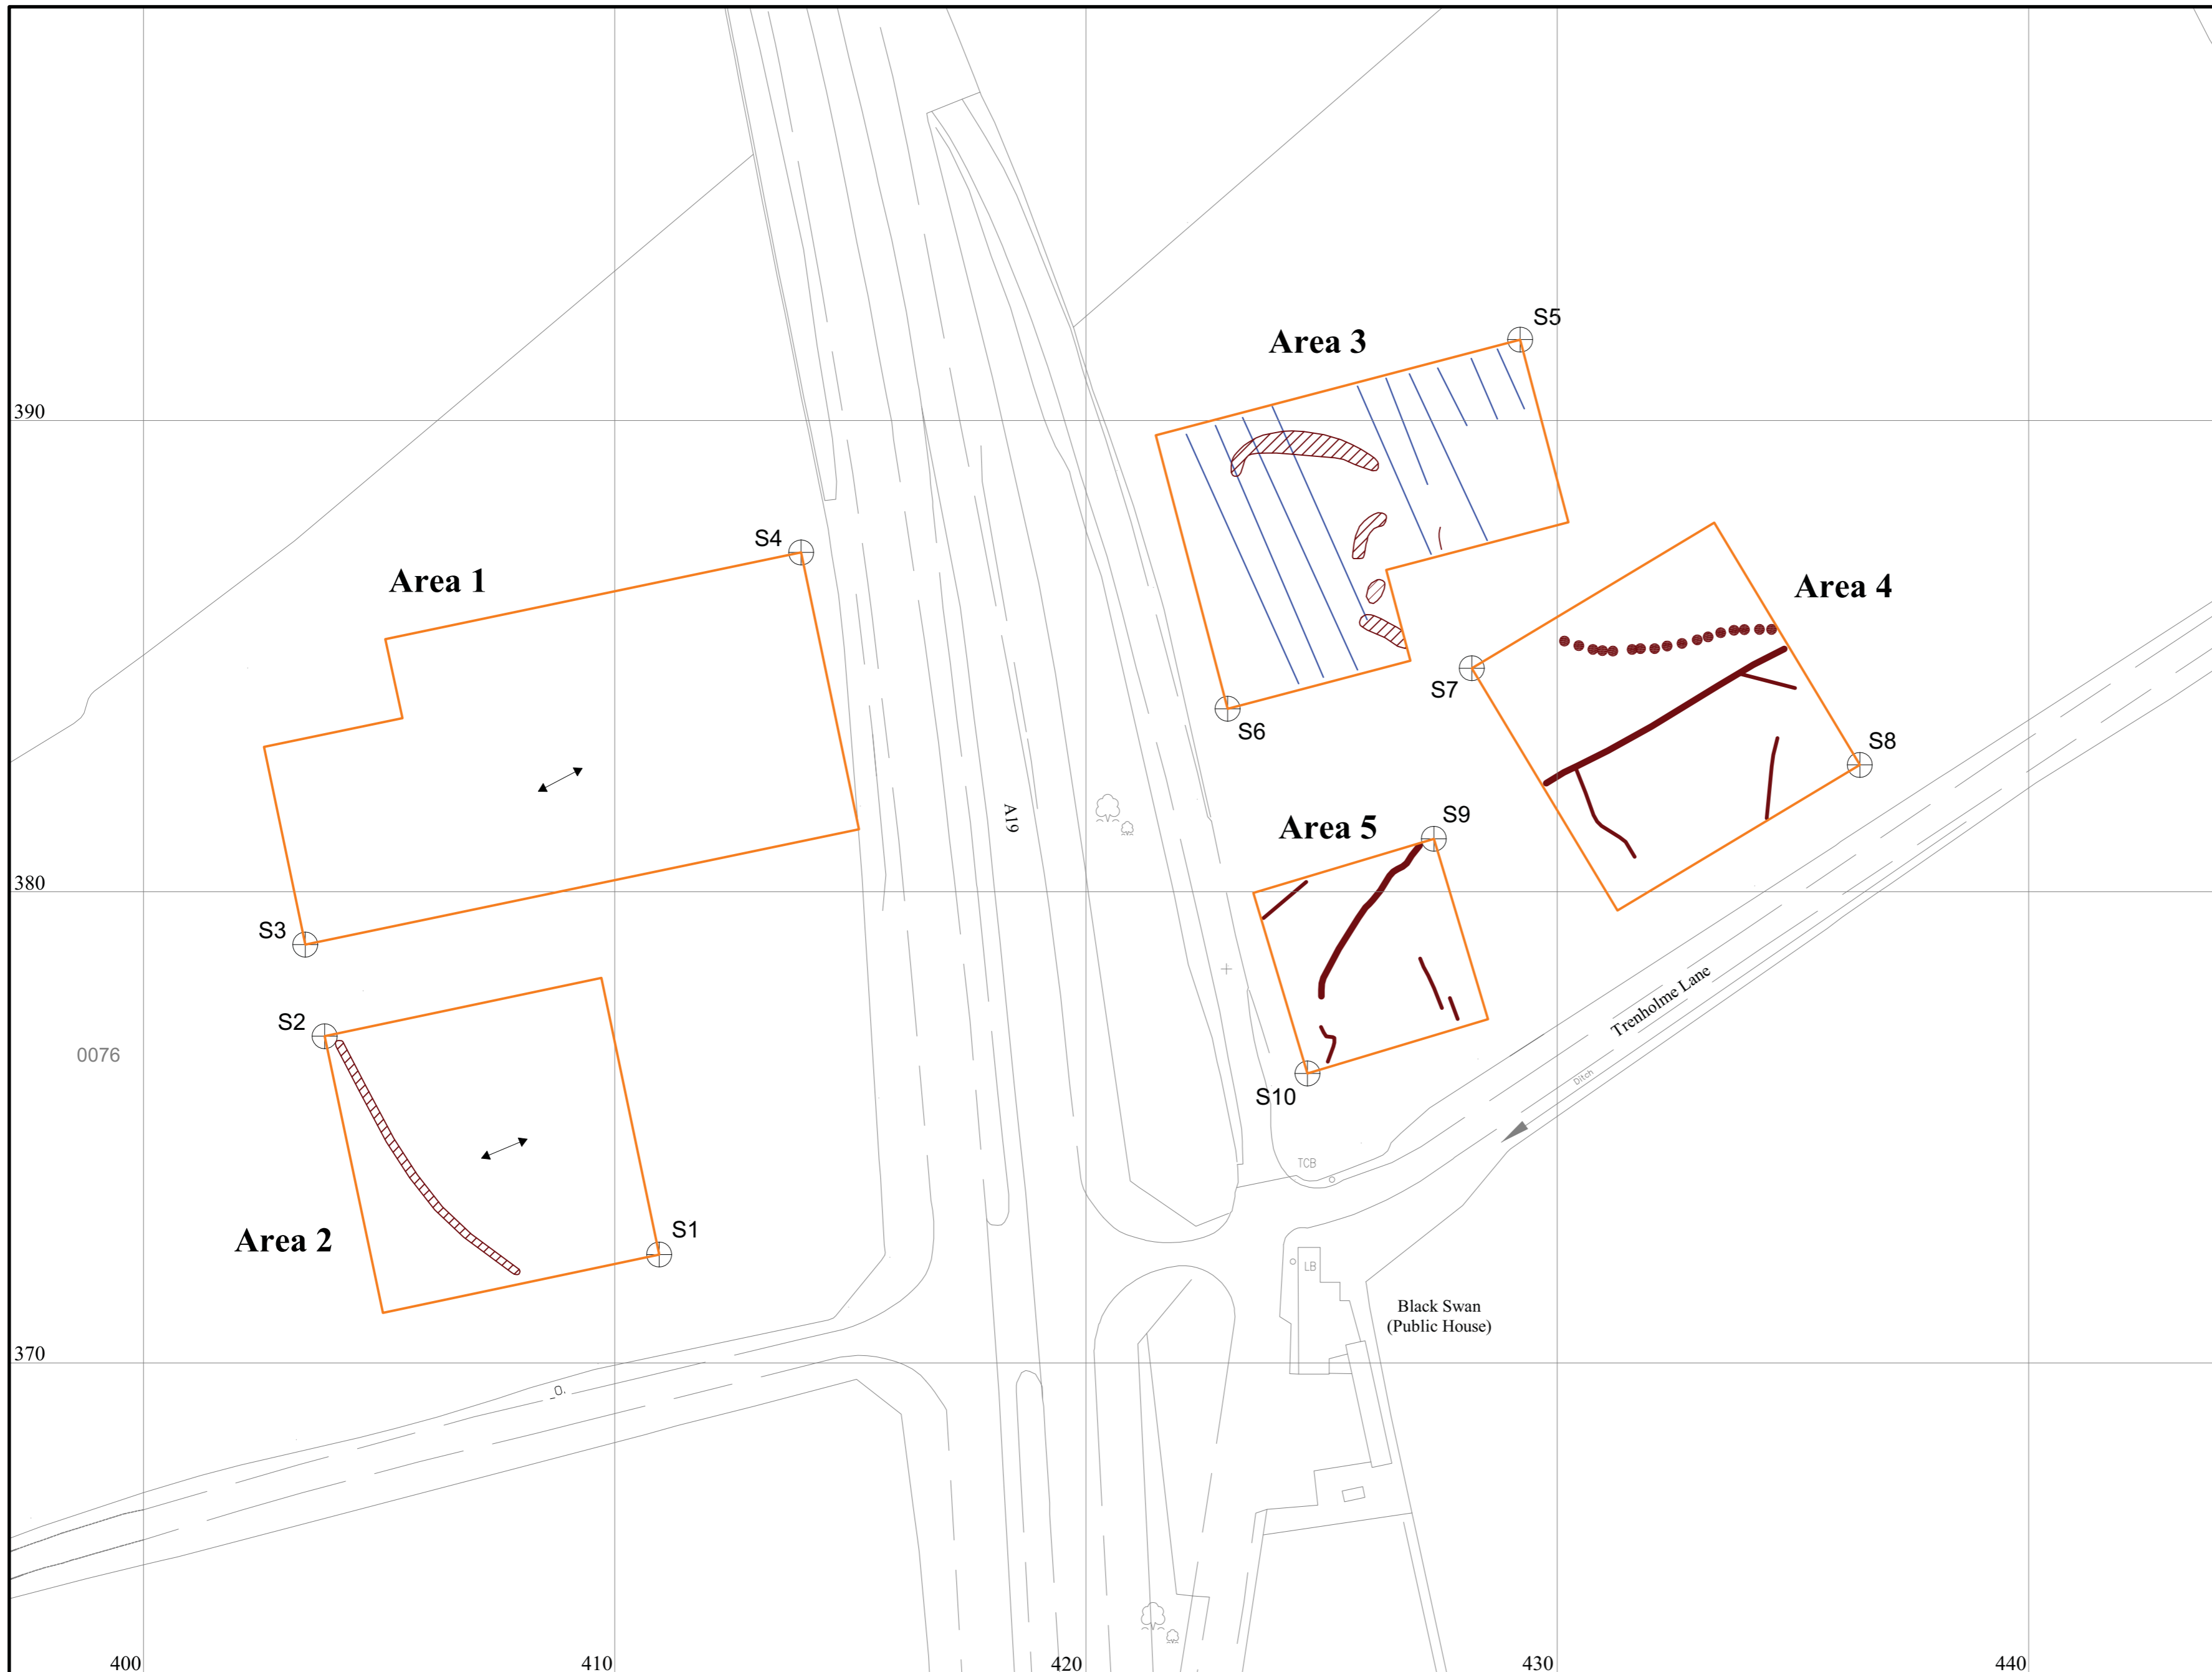 S5
Area 3
390
S4
Area 1
Area 4
S7
S6
S8
A19
Area 5
S9
380
S3
Trenholme Lane
S2
0076
Ditch
S10
TCB
S1
Area 2
LB
Black Swan
(Public House)
370
400
410
420
430
440